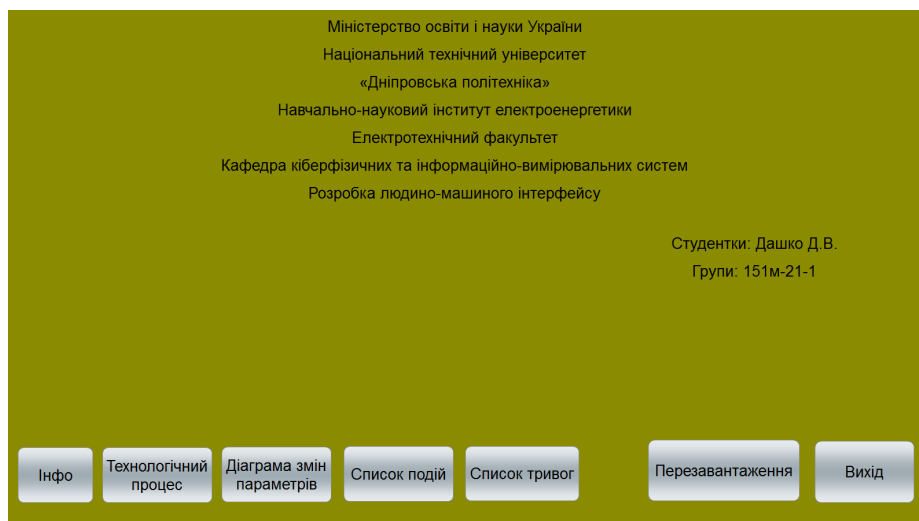 Міністерство освіти і науки України
Національний технічний університет
«Дніпровська політехніка»
Навчально-науковий інститут електроенергетики
Електротехнічний факультет
Кафедра кіберфізичних та інформаційно-вимірювальних систем
Розробка людино-машиного інтерфейсу
Студентки: Дашко Д.В.
Групи: 151м-21-1
Інфо
Технологічний
процес
Діаграма змін
параметрів
Список подій
Список тривог
Перезавантаження
Вихід